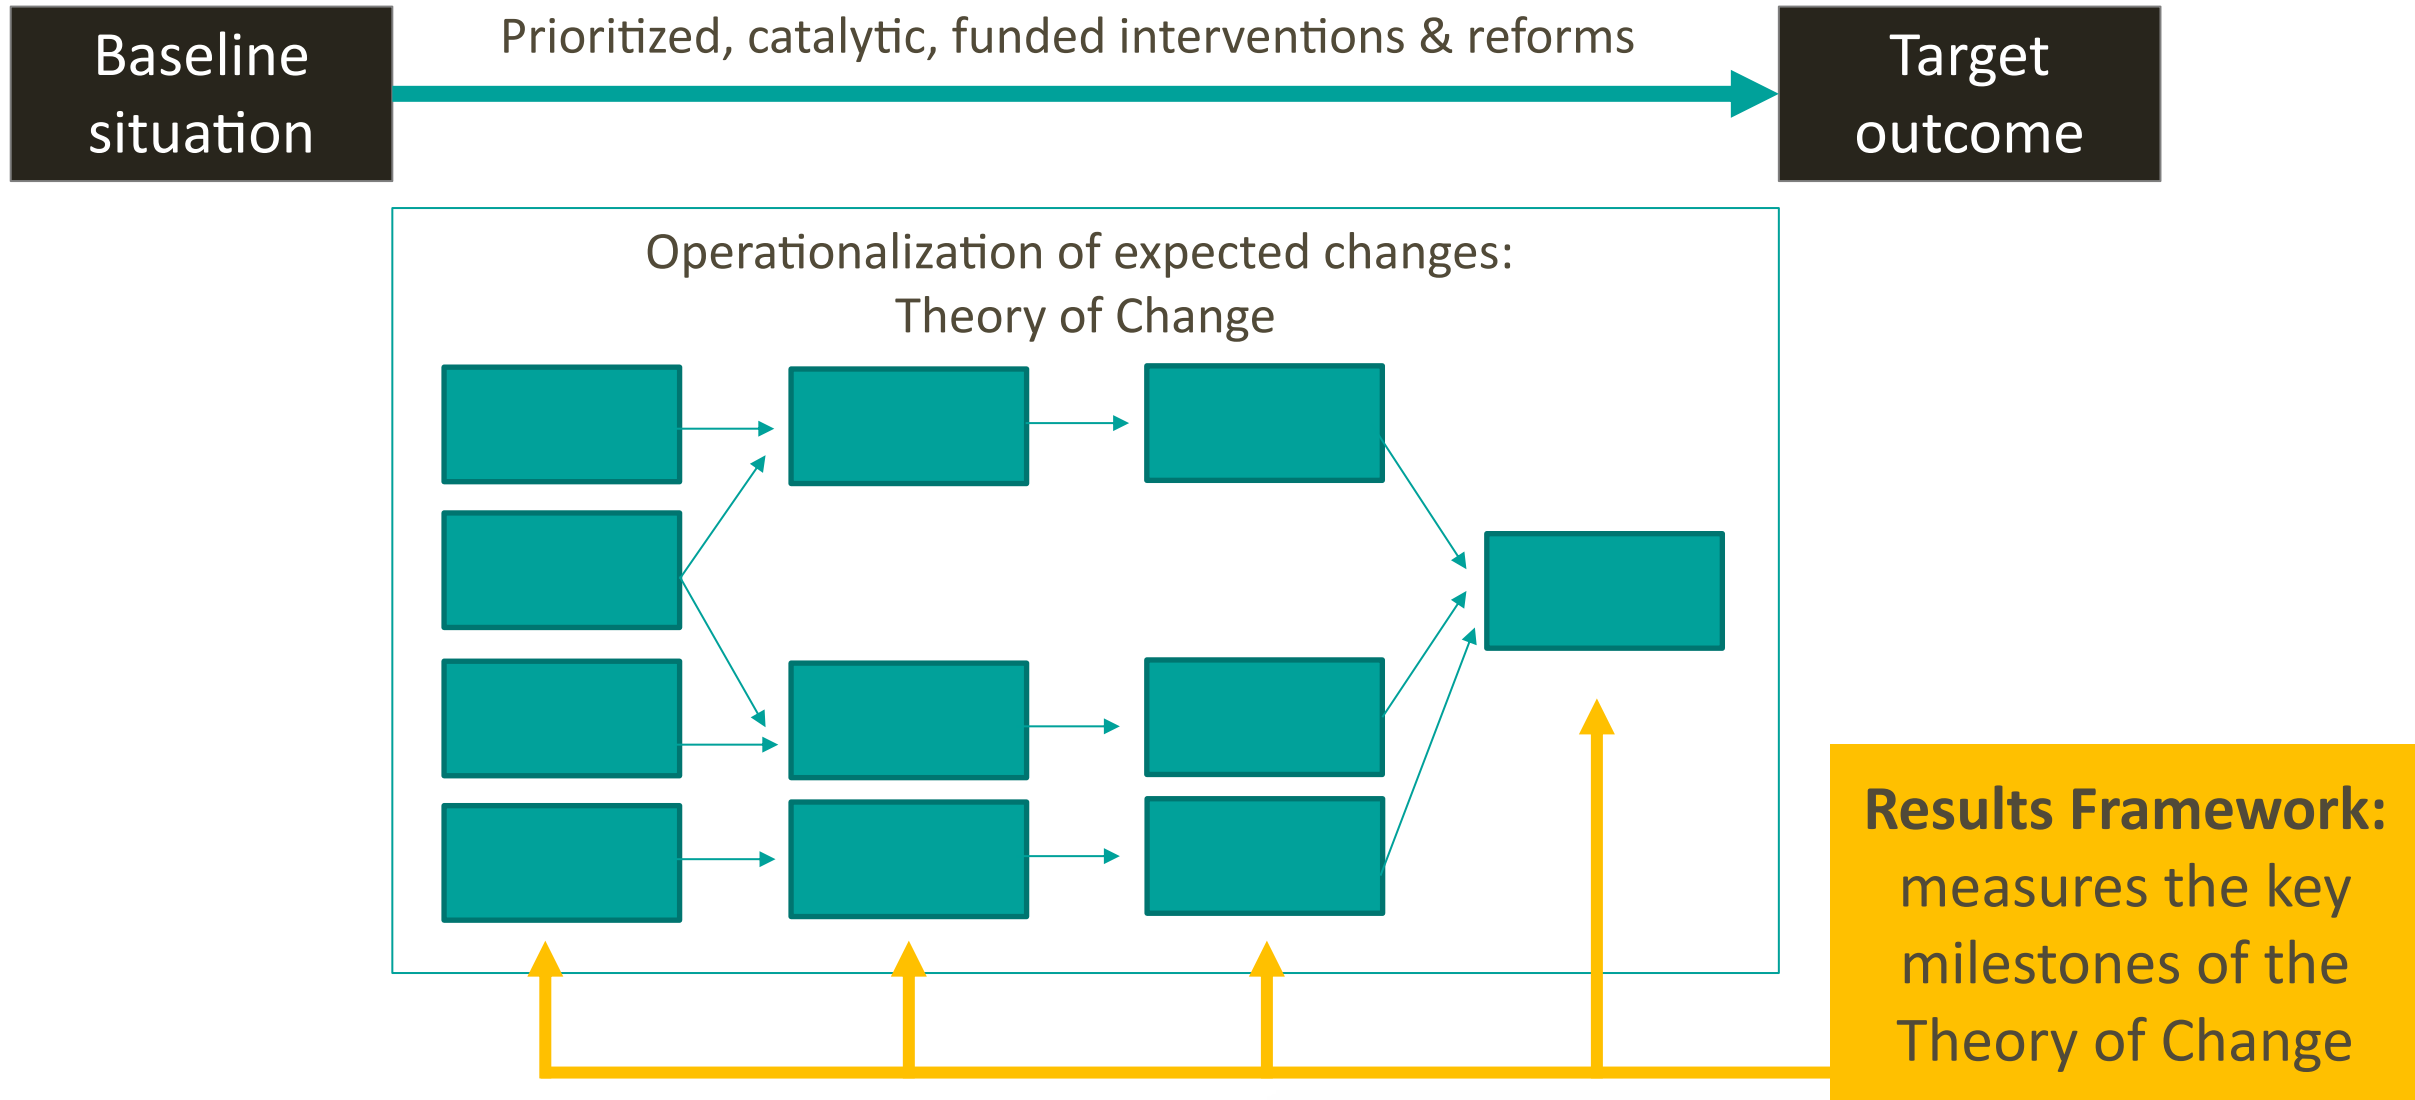 Baseline
situation
Prioritized, catalytic, funded interventions & reforms
Target
outcome
Operationalization of expected changes:
Theory of Change
Results Framework:
measures the key
milestones of the
Theory of Change